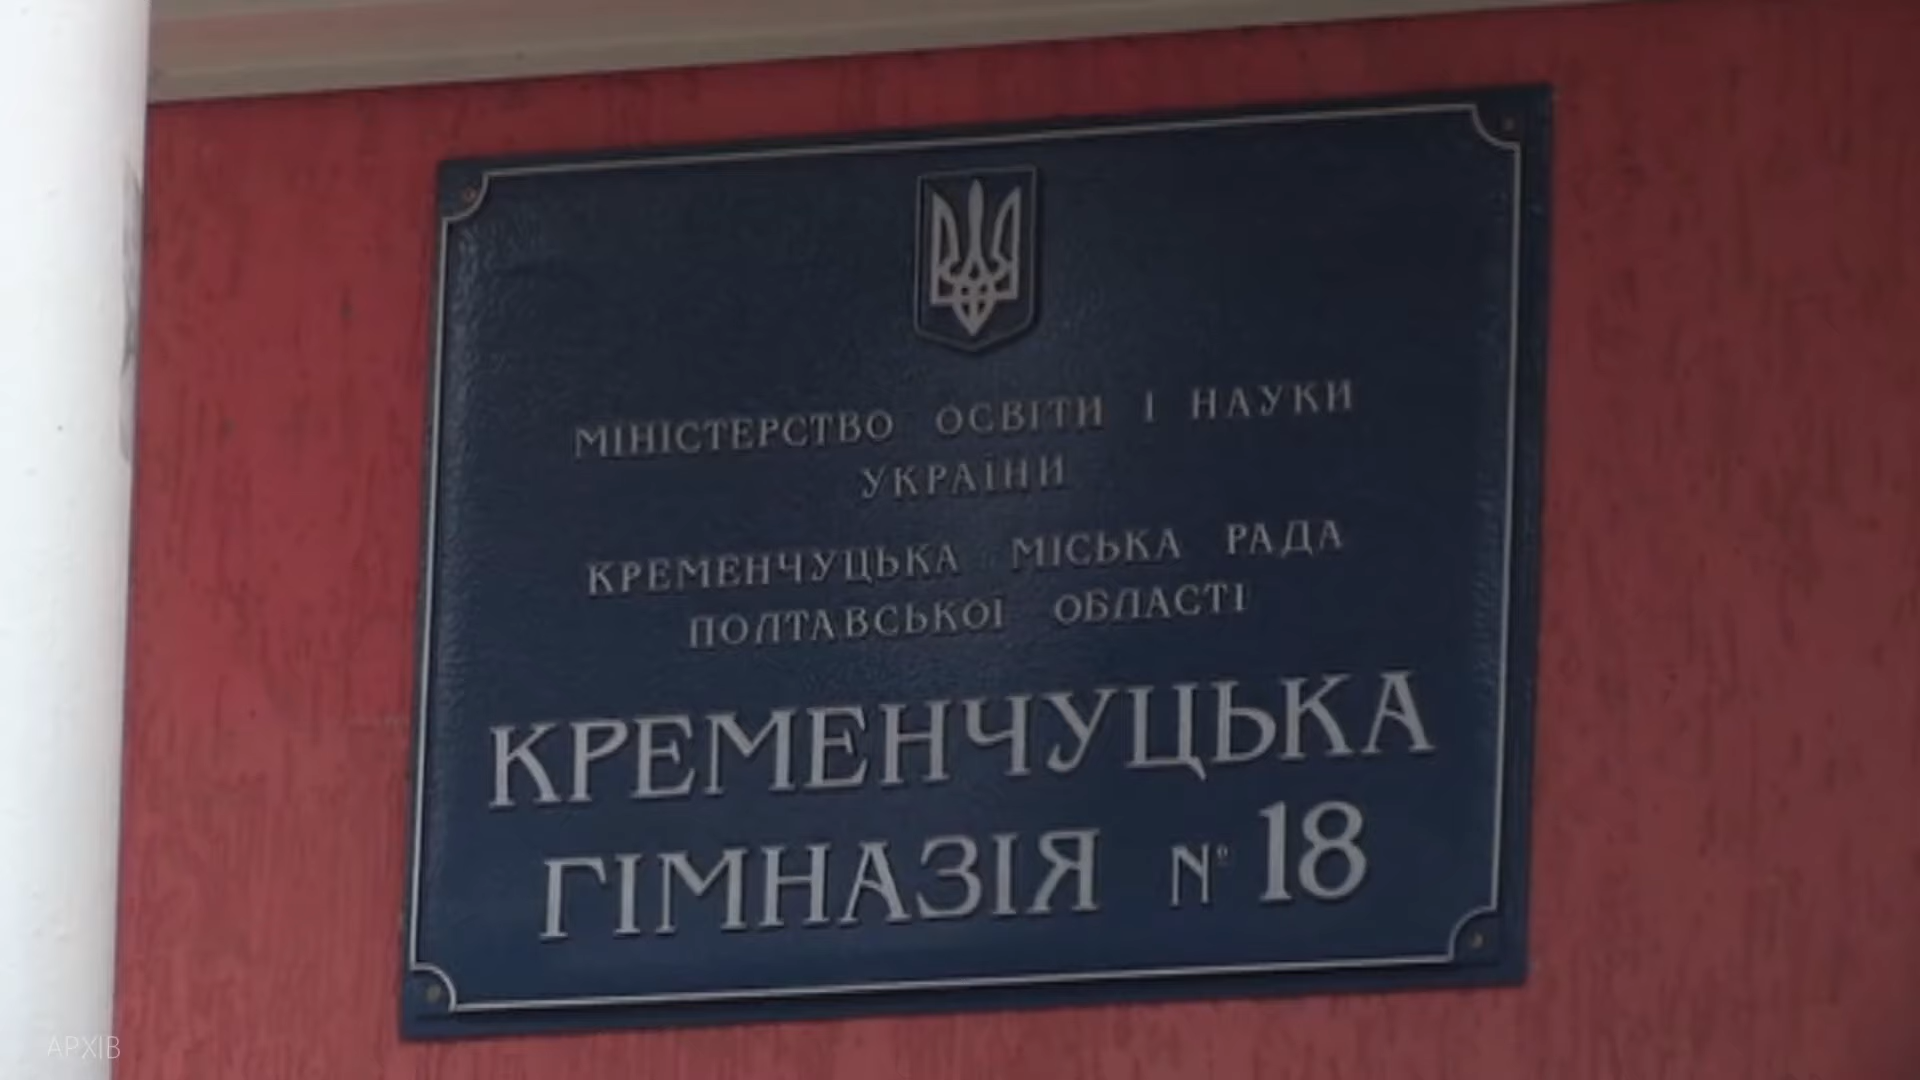 МІНІСТЕРСТВО ОСВІТИ І НАУКИ
УКРАЇНИ
КРЕМЕНЧУЦЬКА МІСЬКА РАДА
ПОЛТАВСЬКОЇ ОБЛАСТІ
КРЕМЕНЧУЦЬКА
ГІМНАЗІЯ № 18
АРХІВ